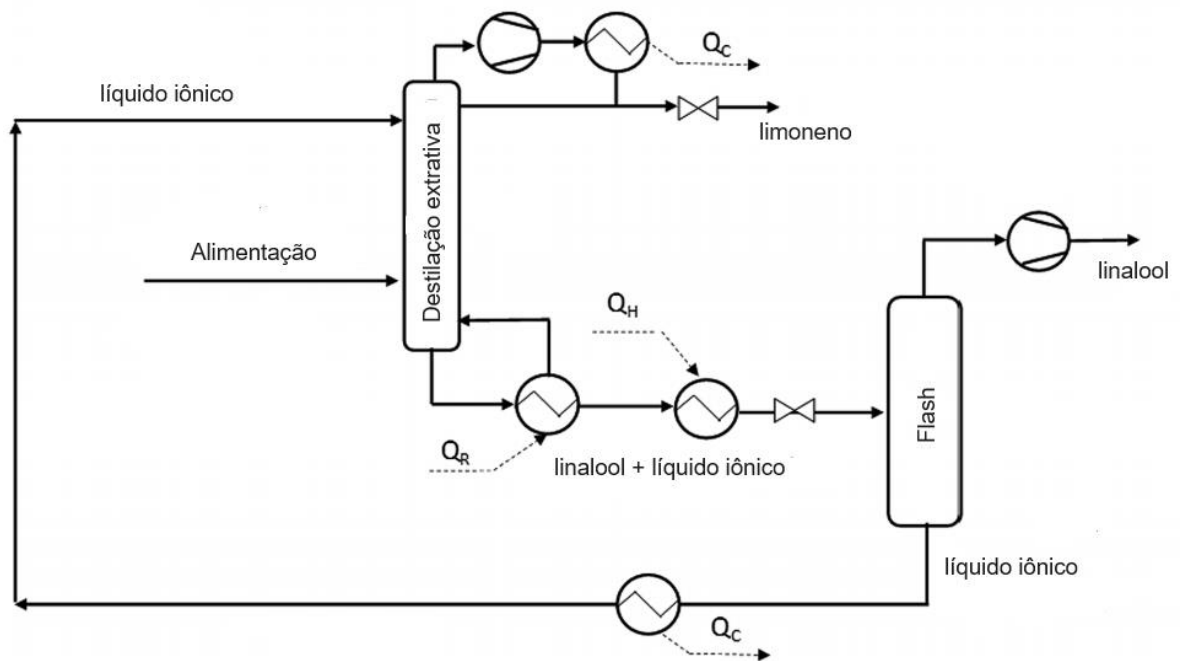 Q_C
líquido iônico
limoneno
Destilação extrativa
Alimentação
linalool
Q_H
Flash
Q_R
linalool + líquido iônico
líquido iônico
Q_C